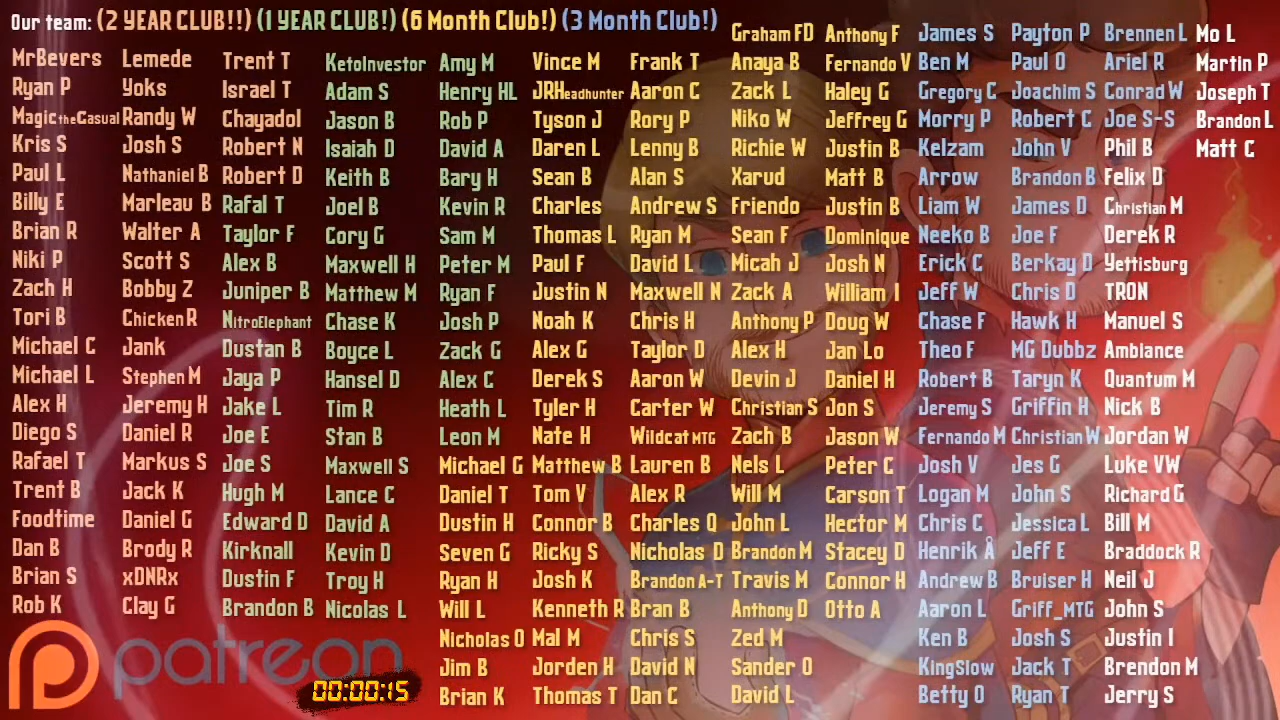 Our team: (2 YEAR CLUB!!) (1 YEAR CLUB!) (6 Month Club!) (3 Month Club!)
MrBevers
Ryan P
MagictheCasual
Kris S
Paul L
Billy E
Brian R
Niki P
Zach H
Tori B
Michael C
Michael L
Alex H
Diego S
Rafael T
Trent B
Foodtime
Dan B
Brian S
Rob K
Lemede
Yoks
Randy W
Josh S
Nathaniel B
Marleau B
Walter A
Scott S
Bobby Z
Chicken R
Jank
Stephen M
Jeremy H
Daniel R
Markus S
Jack K
Daniel G
Brody R
xDNRx
Clay G
Trent T
Israel T
Chayadol
Robert N
Robert D
Rafal T
Taylor F
Alex B
Juniper B
NitroElephant
Dustan B
Jaya P
Jake L
Joe E
Joe S
Hugh M
Edward D
Kirknall
Dustin F
Brandon B
KetoInvestor
Adam S
Jason B
Isaiah D
Keith B
Joel B
Cory G
Maxwell H
Matthew M
Chase K
Boyce L
Hansel D
Tim R
Stan B
Maxwell S
Lance C
David A
Kevin D
Troy H
Nicolas L
Amy M
Henry HL
Rob P
David A
Bary H
Kevin R
Sam M
Peter M
Ryan F
Josh P
Zack G
Alex C
Heath L
Leon M
Michael G
Daniel T
Dustin H
Seven G
Ryan H
Will L
Nicholas O
Jim B
Brian K
Vince M
JRHeadhunter
Tyson J
Daren L
Sean B
Charles
Thomas L
Paul F
Justin N
Noah K
Alex G
Derek S
Tyler H
Nate H
Matthew B
Tom V
Connor B
Ricky S
Josh K
Kenneth R
Mal M
Jorden H
Thomas T
Frank T
Aaron C
Rory P
Lenny B
Alan S
Andrew S
Ryan M
David L
Maxwell N
Chris H
Taylor D
Aaron W
Carter W
Wildcat MTG
Lauren B
Alex R
Charles Q
Nicholas D
Brandon A-T
Bran B
Chris S
David N
Dan C
Graham FD
Anaya B
Zack L
Niko W
Richie W
Xarud
Friendo
Sean F
Micah J
Zack A
Anthony P
Alex H
Devin J
Christian S
Zach B
Nels L
Will M
John L
Brandon M
Travis M
Anthony D
Zed M
Sander O
David L
Anthony F
Fernando V
Haley G
Jeffrey G
Justin B
Matt B
Justin B
Dominique
Josh N
William I
Doug W
Jan Lo
Daniel H
Jon S
Jason W
Peter C
Carson T
Hector M
Stacey D
Connor H
Otto A
James S
Ben M
Gregory C
Morry P
Kelzam
Arrow
Liam W
Neeko B
Erick C
Jeff W
Chase F
Theo F
Robert B
Jeremy S
Fernando M
Josh V
Logan M
Chris C
Henrik Å
Andrew B
Aaron L
Ken B
KingSlow
Betty O
Payton P
Paul O
Joachim S
Robert C
John V
Brandon B
James D
Joe F
Berkay D
Chris D
Hawk H
MG Dubbz
Taryn K
Griffin H
Christian W
Jes G
John S
Jessica L
Jeff E
Bruiser H
Griff_MTG
Josh S
Jack T
Ryan T
Brennen L
Ariel R
Conrad W
Joe S-S
Phil B
Felix D
Christian M
Derek R
Yettisburg
TRON
Manuel S
Ambiance
Quantum M
Nick B
Jordan W
Luke VW
Richard G
Bill M
Braddock R
Neil J
John S
Justin I
Brendon M
Jerry S
Mo L
Martin P
Joseph T
Brandon L
Matt C
patreon
00:00:15